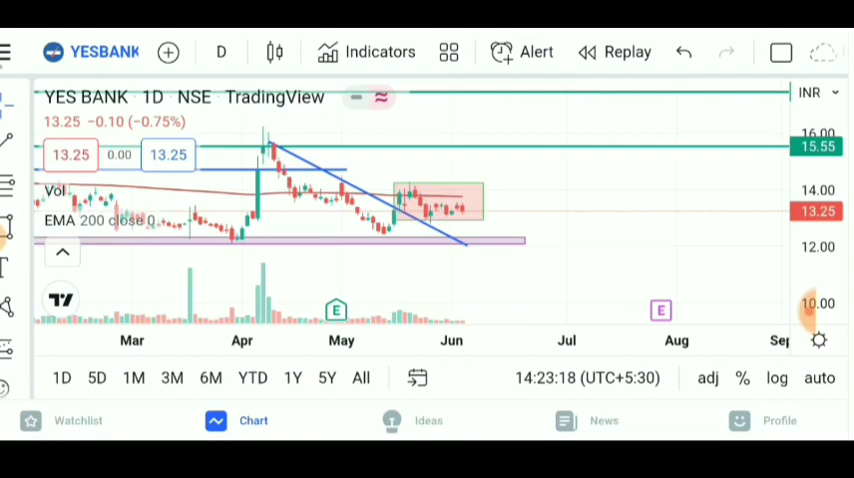 YESBANK D Indicators Alert Replay
YES BANK · 1D · NSE · TradingView INR
13.25 −0.10 (−0.75%)
16.00
15.55
13.25 0.00 13.25
14.00
Vol
13.25
EMA 200 close 0
12.00
10.00
E E
Mar Apr May Jun Jul Aug Sep
1D 5D 1M 3M 6M YTD 1Y 5Y All 14:23:18 (UTC+5:30) adj % log auto
Watchlist Chart Ideas News Profile